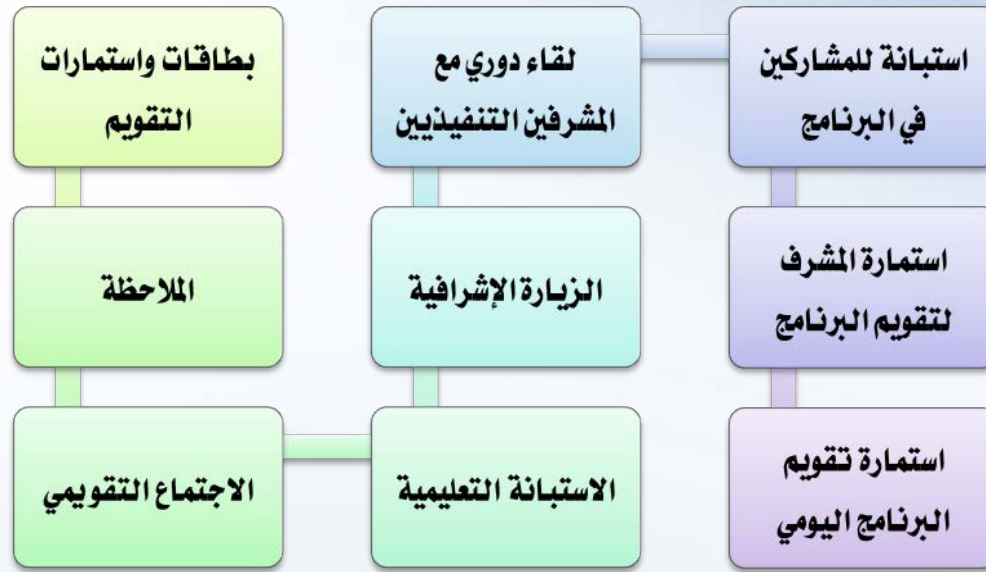 بطاقات واستمارات
التقويم
الملاحظة
الاجتماع التقويمي
الاستبانة التعليمية
الزيارة الإشرافية
لقاء دوري مع
المشرفين التنفيذيين
استبانة للمشاركين
في البرنامج
استمارة المشرف
لتقويم البرنامج
استمارة تقويم
البرنامج اليومي